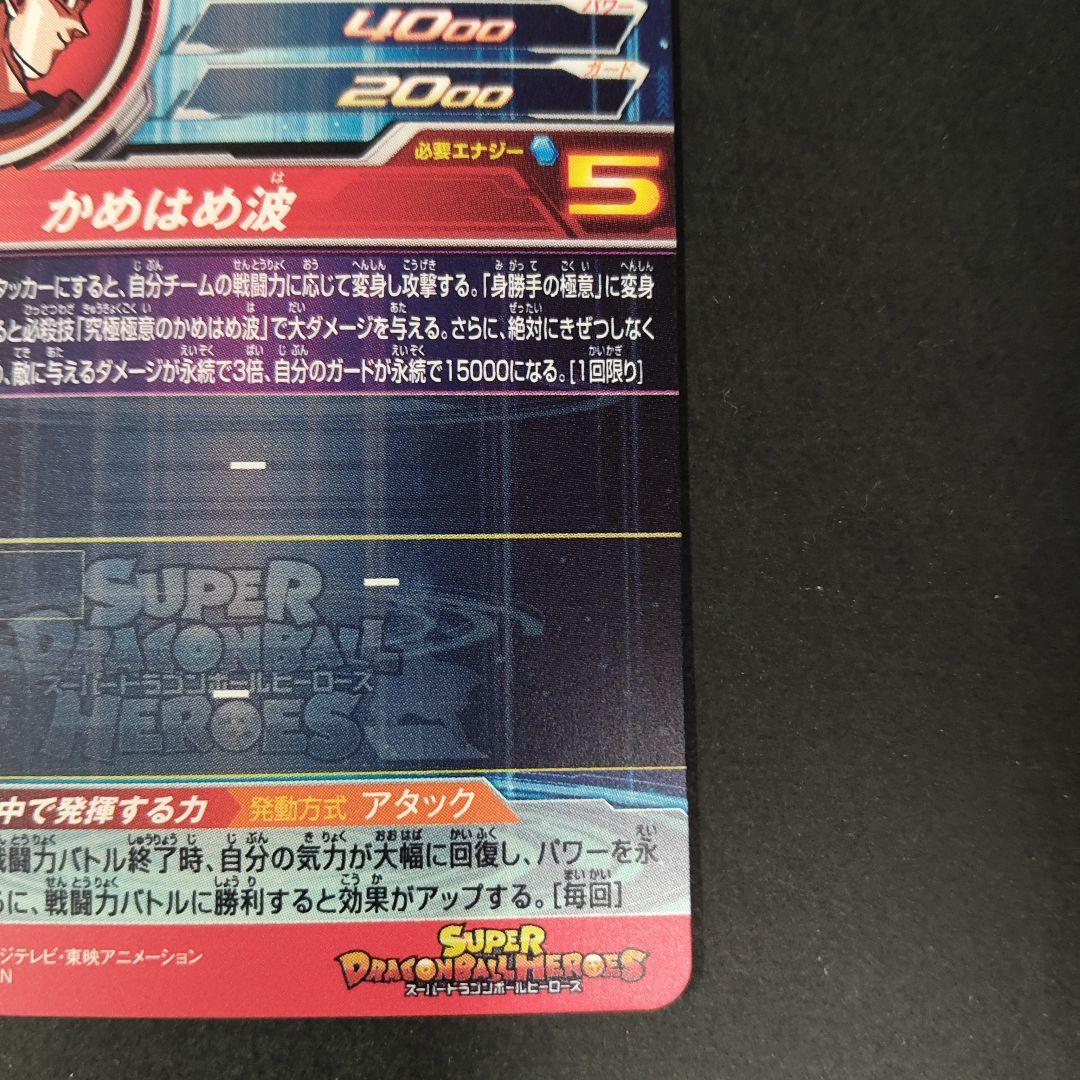 パワー
4000
ガード
2000
必要エナジー 5
かめはめ波
タッカーにすると、自分チームの戦闘力に応じて変身し攻撃する。「身勝手の極意」に変身
ると必殺技「究極極意のかめはめ波」で大ダメージを与える。さらに、絶対にきぜつしなく
、敵に与えるダメージが永続で3倍、自分のガードが永続で15000になる。[1回限り]
SUPER
DRAGONBALL
スーパードラゴンボールヒーローズ
HEROES
中で発揮する力 発動方式 アタック
戦闘力バトル終了時、自分の気力が大幅に回復し、パワーを永
に、戦闘力バトルに勝利すると効果がアップする。[毎回]
ジテレビ・東映アニメーション
N
SUPER
DRAGONBALL HEROES
スーパードラゴンボールヒーローズ